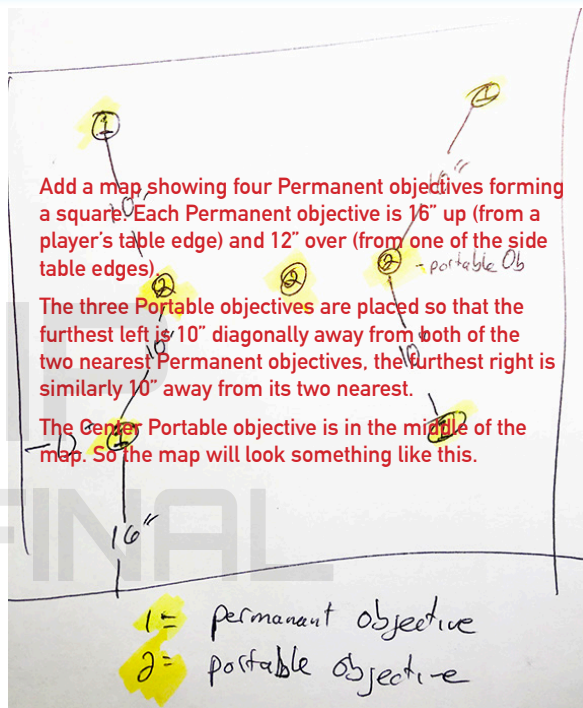 1
1
Add a map showing four Permanent objectives forming
a square. Each Permanent objective is 16” up (from a
player’s table edge) and 12” over (from one of the side
table edges).
10"
10"
2
2
2
- portable Ob
The three Portable objectives are placed so that the
furthest left is 10” diagonally away from both of the
two nearest Permanent objectives, the furthest right is
similarly 10” away from its two nearest.
10"
10"
The Center Portable objective is in the middle of the
map. So the map will look something like this.
12"
1
1
16"
FINAL
1 = permanant objective
2 = portable objective